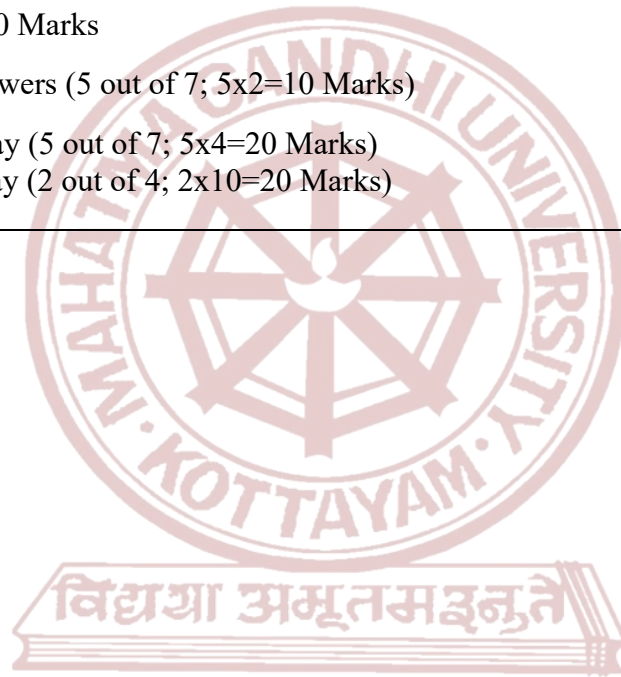 0 Marks
wers (5 out of 7; 5x2=10 Marks)
ay (5 out of 7; 5x4=20 Marks)
ay (2 out of 4; 2x10=20 Marks)
MAHATMA GANDHI UNIVERSITY
KOTTAYAM
विद्यया अमृतमश्नुते